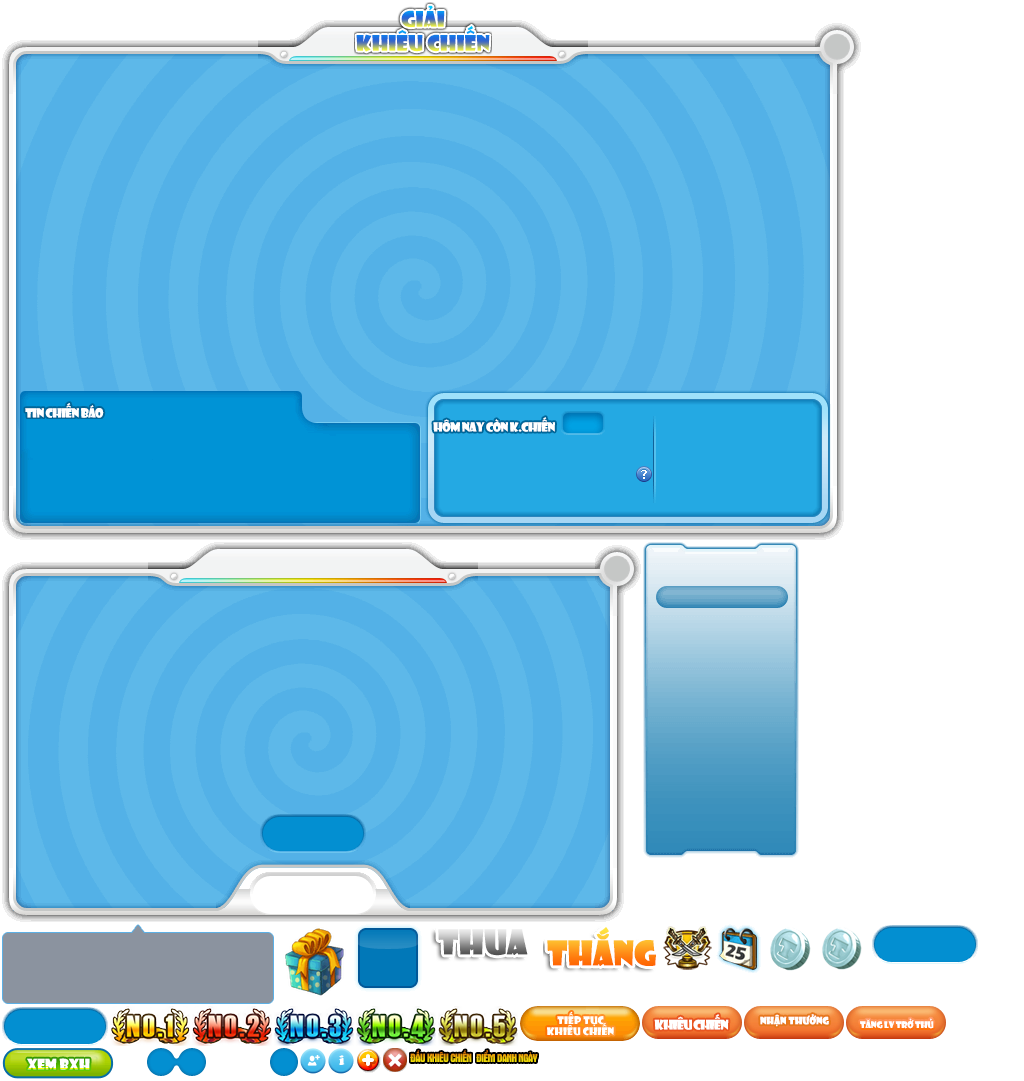 GIẢI
KHIÊU CHIẾN
TIN CHIẾN BÁO
HÔM NAY CÒN K.CHIẾN
?
THUA
THẮNG
25
NO.1
NO.2
NO.3
NO.4
NO.5
TIẾP TỤC
KHIÊU CHIẾN
KHIÊU CHIẾN
NHẬN THƯỞNG
TĂNG LY TRỢ THỦ
XEM BXH
i
ĐẤU KHIÊU CHIẾN
ĐIỂM DANH NGÀY